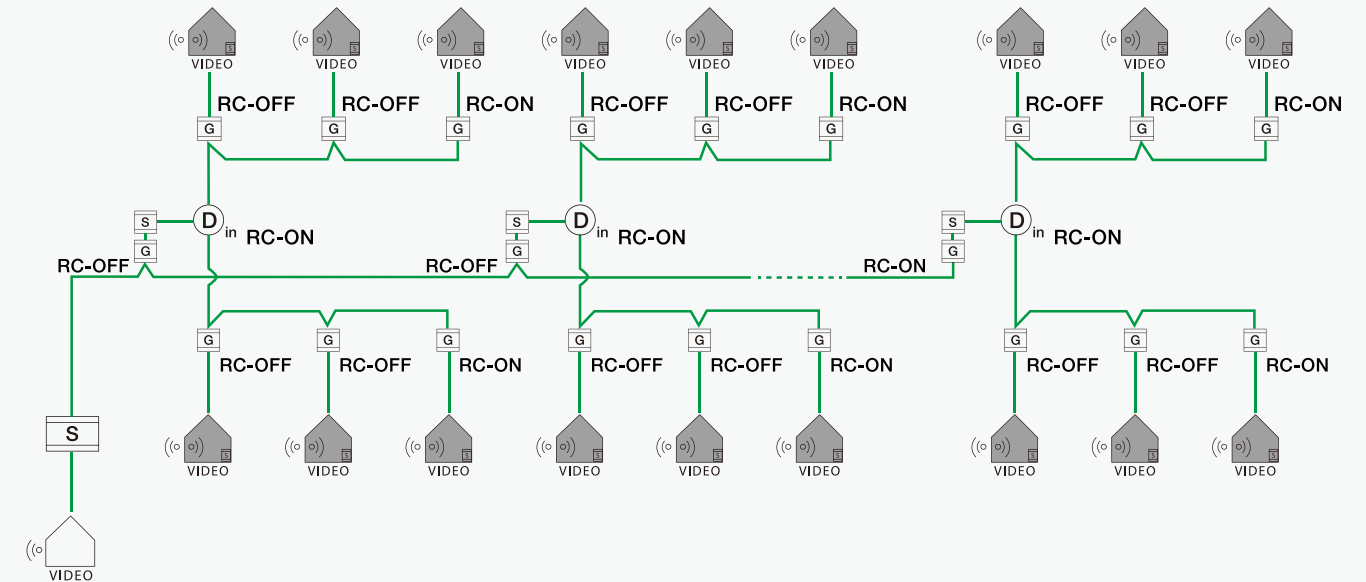 S S S S S S S S S
VIDEO VIDEO VIDEO VIDEO VIDEO VIDEO VIDEO VIDEO VIDEO
RC-OFF RC-OFF RC-ON RC-OFF RC-OFF RC-ON RC-OFF RC-OFF RC-ON
G G G G G G G G G
S D in RC-ON S D in RC-ON S D in RC-ON
G G G
RC-OFF RC-OFF RC-ON
G G G G G G G G G
RC-OFF RC-OFF RC-ON RC-OFF RC-OFF RC-ON RC-OFF RC-OFF RC-ON
S
S S S S S S S S S
VIDEO VIDEO VIDEO VIDEO VIDEO VIDEO VIDEO VIDEO VIDEO
VIDEO